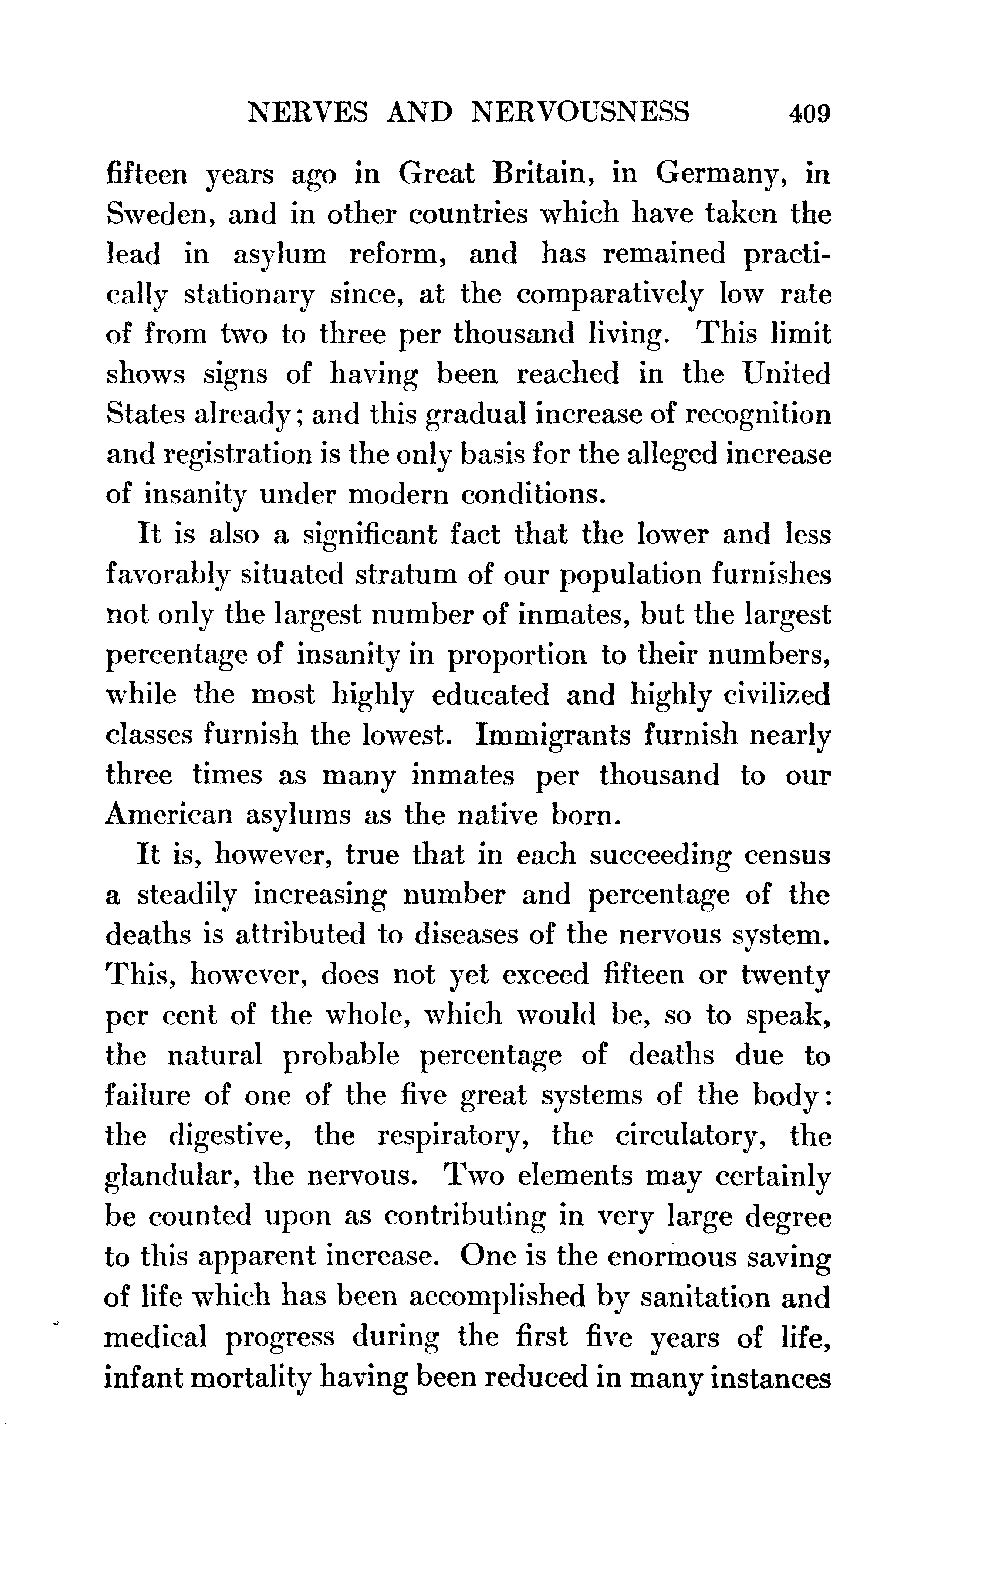 NERVES AND NERVOUSNESS 409
fifteen years ago in Great Britain, in Germany, in
Sweden, and in other countries which have taken the
lead in asylum reform, and has remained practi-
cally stationary since, at the comparatively low rate
of from two to three per thousand living. This limit
shows signs of having been reached in the United
States already; and this gradual increase of recognition
and registration is the only basis for the alleged increase
of insanity under modern conditions.
It is also a significant fact that the lower and less
favorably situated stratum of our population furnishes
not only the largest number of inmates, but the largest
percentage of insanity in proportion to their numbers,
while the most highly educated and highly civilized
classes furnish the lowest. Immigrants furnish nearly
three times as many inmates per thousand to our
American asylums as the native born.
It is, however, true that in each succeeding census
a steadily increasing number and percentage of the
deaths is attributed to diseases of the nervous system.
This, however, does not yet exceed fifteen or twenty
per cent of the whole, which would be, so to speak,
the natural probable percentage of deaths due to
failure of one of the five great systems of the body:
the digestive, the respiratory, the circulatory, the
glandular, the nervous. Two elements may certainly
be counted upon as contributing in very large degree
to this apparent increase. One is the enormous saving
of life which has been accomplished by sanitation and
medical progress during the first five years of life,
infant mortality having been reduced in many instances